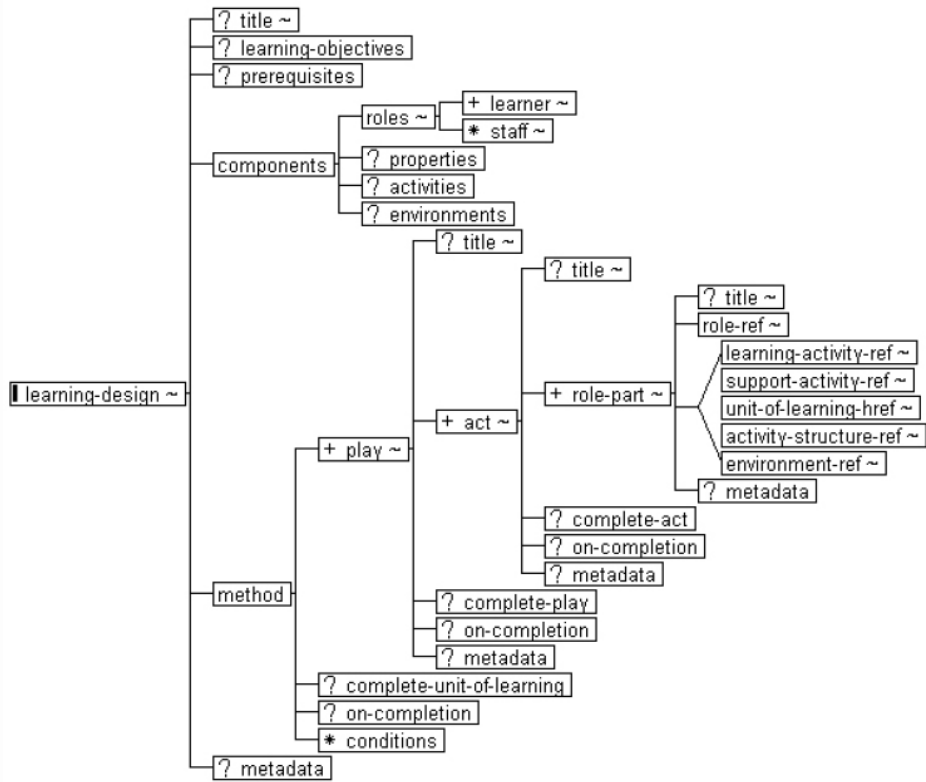 ? title ~
? learning-objectives
? prerequisites
+ learner ~
roles ~
* staff ~
components
? properties
? activities
? environments
? title ~
? title ~
? title ~
role-ref ~
learning-activity-ref ~
support-activity-ref ~
learning-design ~
+ role-part ~
unit-of-learning-href ~
+ act ~
activity-structure-ref ~
+ play ~
environment-ref ~
? metadata
? complete-act
? on-completion
? metadata
method
? complete-play
? on-completion
? metadata
? complete-unit-of-learning
? on-completion
* conditions
? metadata